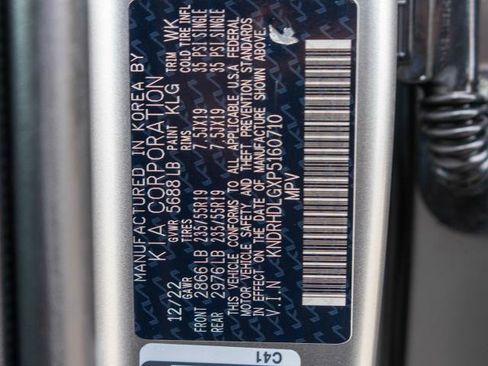 MANUFACTURED IN KOREA BY
KIA CORPORATION
12/22 GVWR 5688LB PAINT KLG TRIM WK
GAWR TIRES RIMS COLD TIRE INFL
FRONT 2866LB 235/55R19 7.5JX19 35 PSI SINGLE
REAR 2976LB 235/55R19 7.5JX19 35 PSI SINGLE
THIS VEHICLE CONFORMS TO ALL APPLICABLE U.S.A FEDERAL
MOTOR VEHICLE SAFETY AND THEFT PREVENTION STANDARDS
IN EFFECT ON THE DATE OF MANUFACTURE SHOWN ABOVE.
V.I.N KNDRHDLGXP5160710
MPV
C41